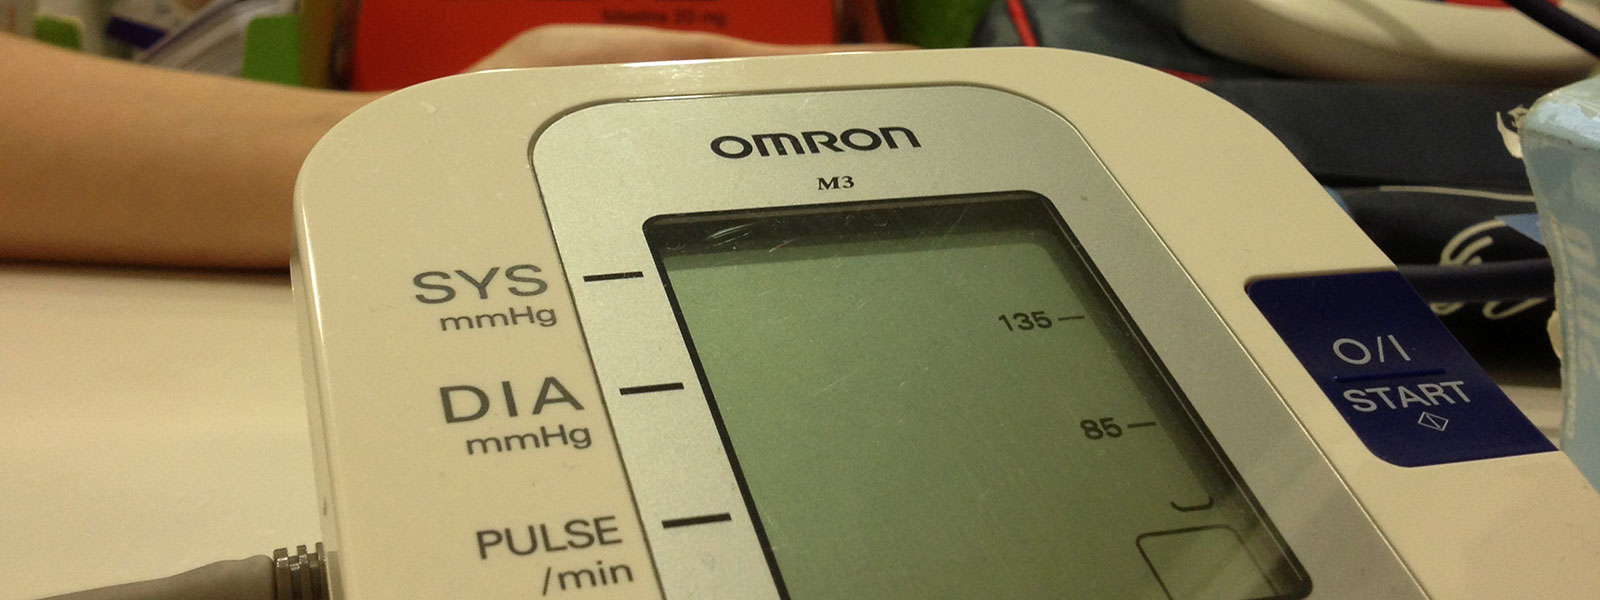 OMRON
M3
SYS
mmHg
135
DIA
mmHg
85
O/I
START
PULSE
/min